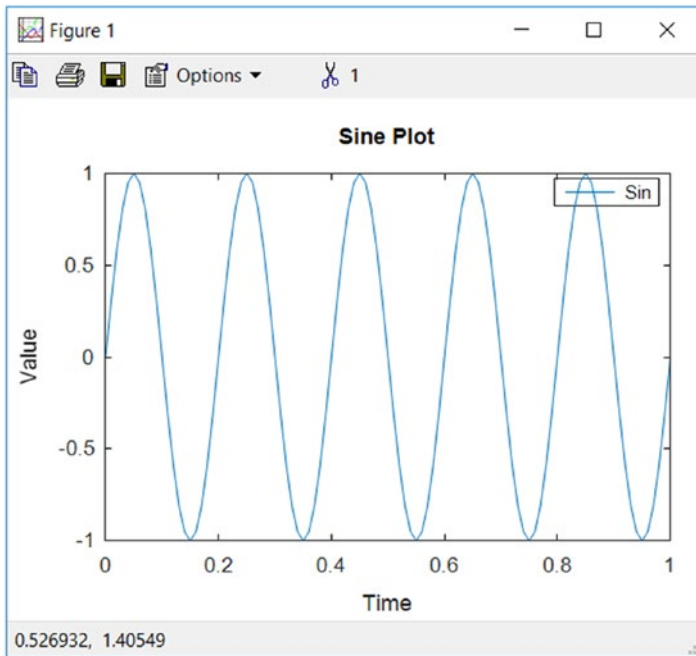 Figure 1
Options 1
Sine Plot
Sin
1
0.5
0
-0.5
-1
Value
0 0.2 0.4 0.6 0.8 1
Time
0.526932, 1.40549